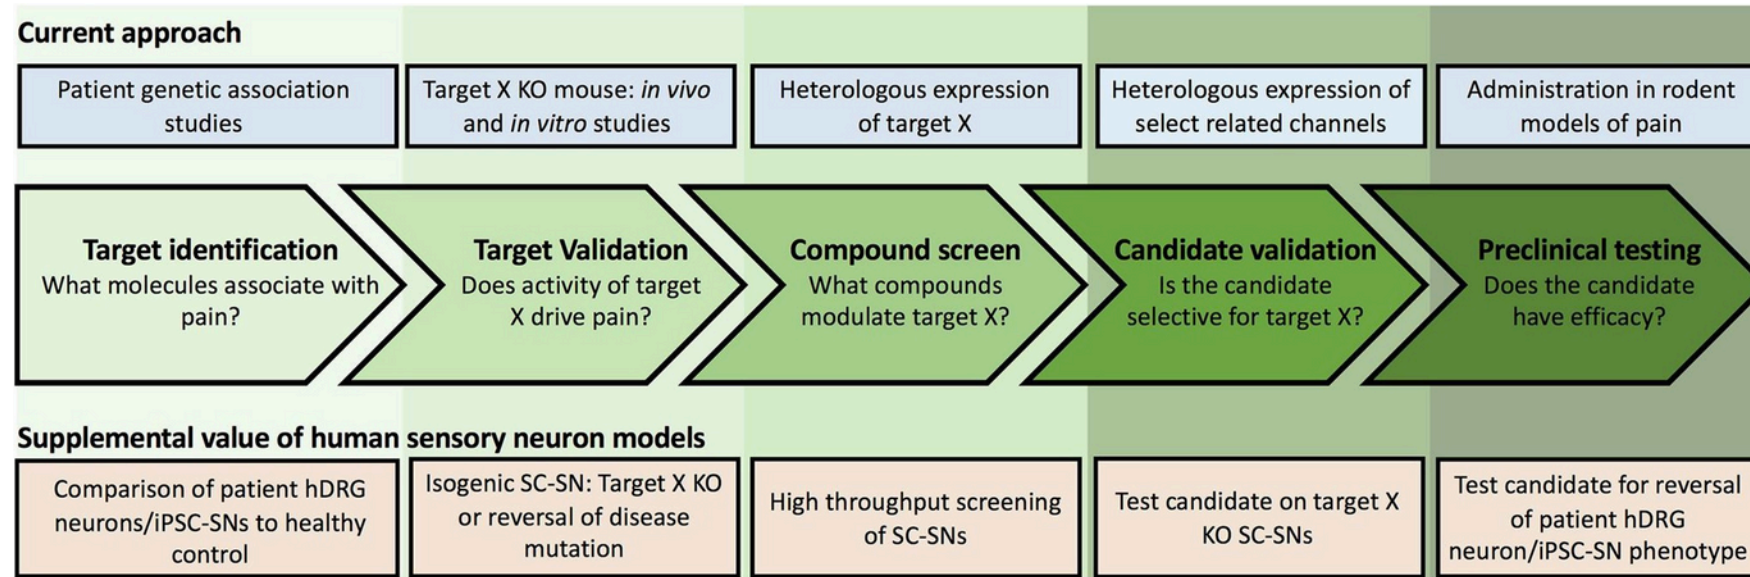 Current approach
Patient genetic association
studies
Target X KO mouse: in vivo
and in vitro studies
Heterologous expression
of target X
Heterologous expression of
select related channels
Administration in rodent
models of pain
Target identification
What molecules associate with
pain?
Target Validation
Does activity of target
X drive pain?
Compound screen
What compounds
modulate target X?
Candidate validation
Is the candidate
selective for target X?
Preclinical testing
Does the candidate
have efficacy?
Supplemental value of human sensory neuron models
Comparison of patient hDRG
neurons/iPSC-SNs to healthy
control
Isogenic SC-SN: Target X KO
or reversal of disease
mutation
High throughput screening
of SC-SNs
Test candidate on target X
KO SC-SNs
Test candidate for reversal
of patient hDRG
neuron/iPSC-SN phenotype